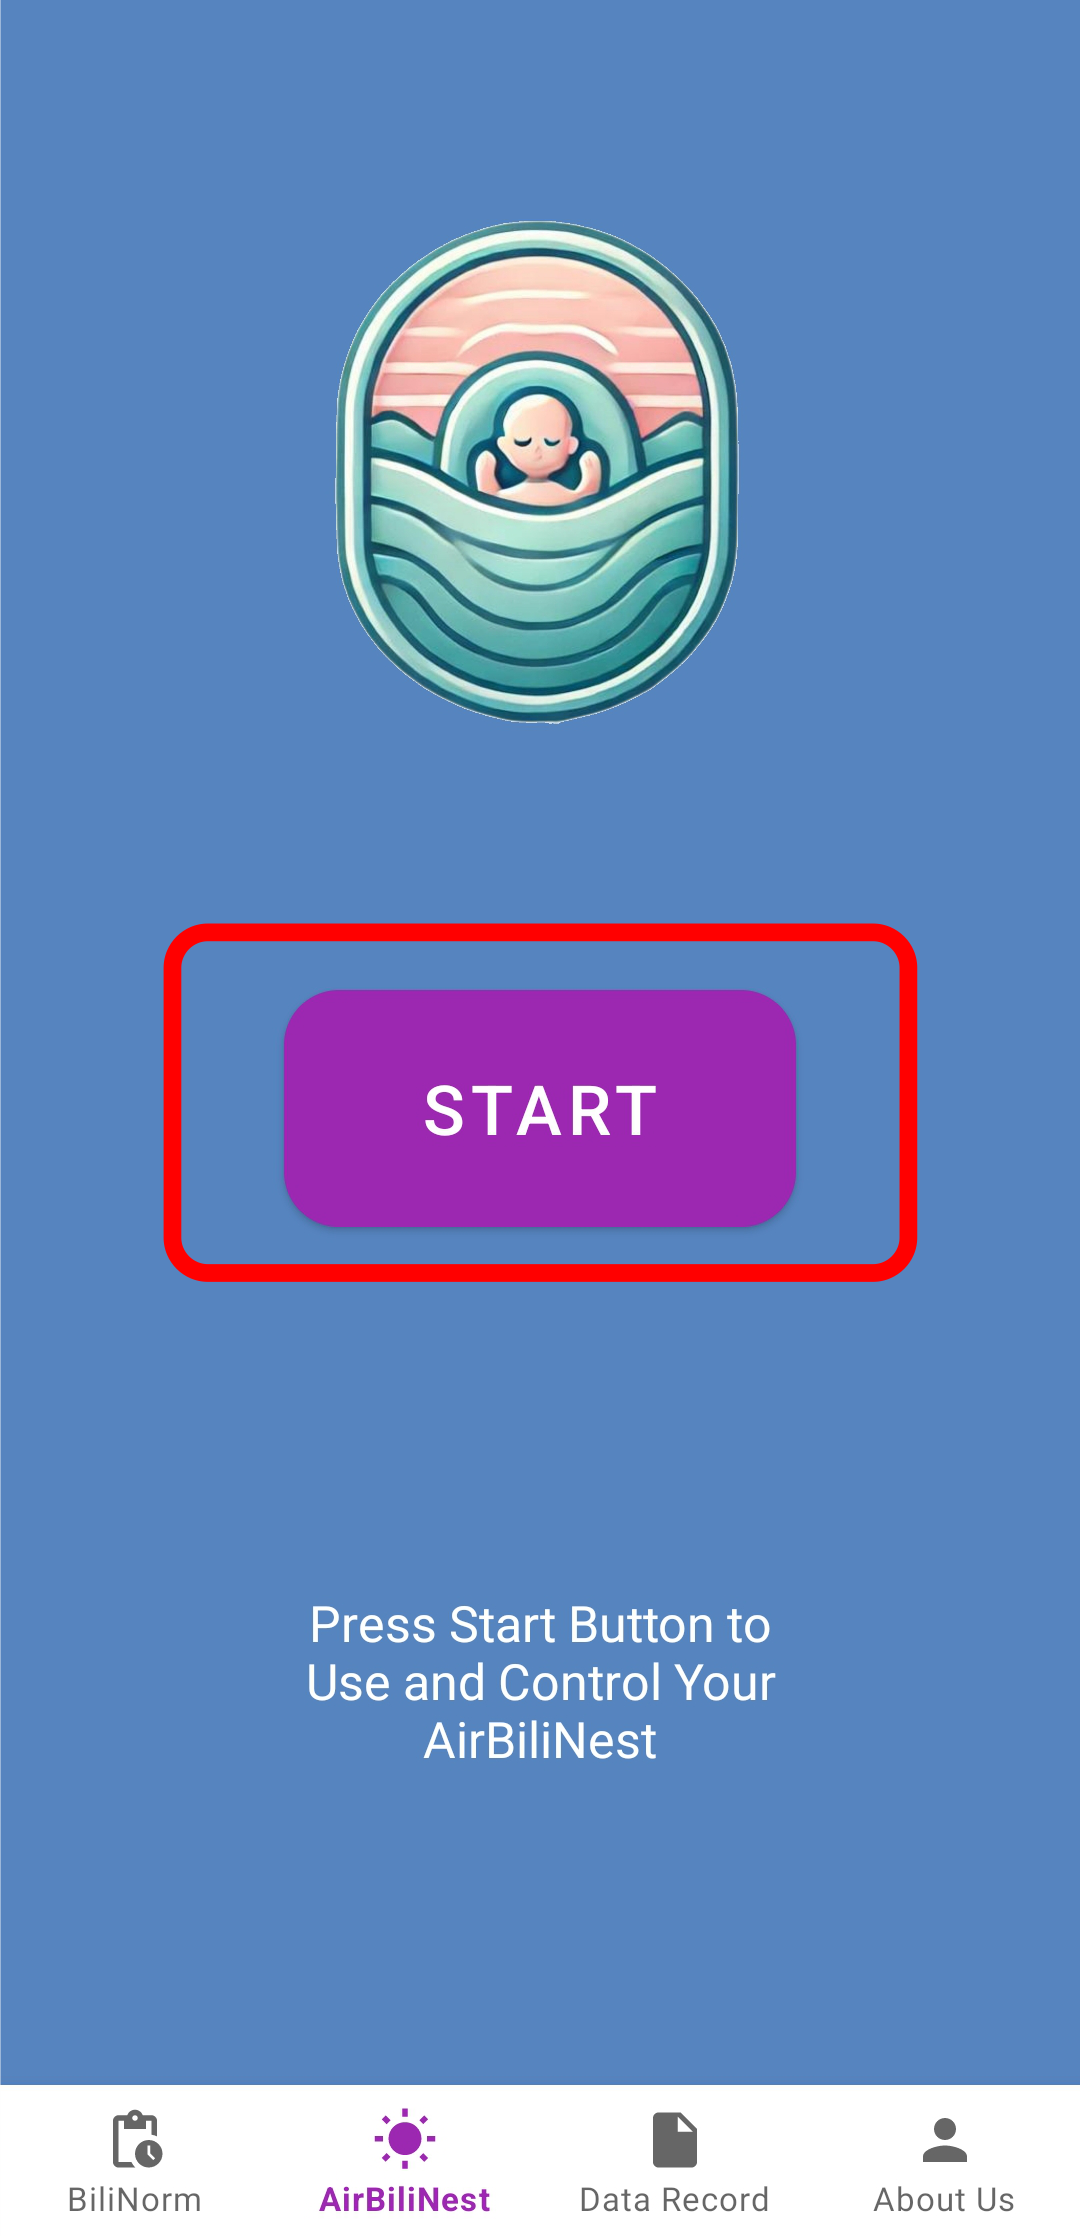 START
Press Start Button to
Use and Control Your
AirBiliNest
BiliNorm
AirBiliNest
Data Record
About Us